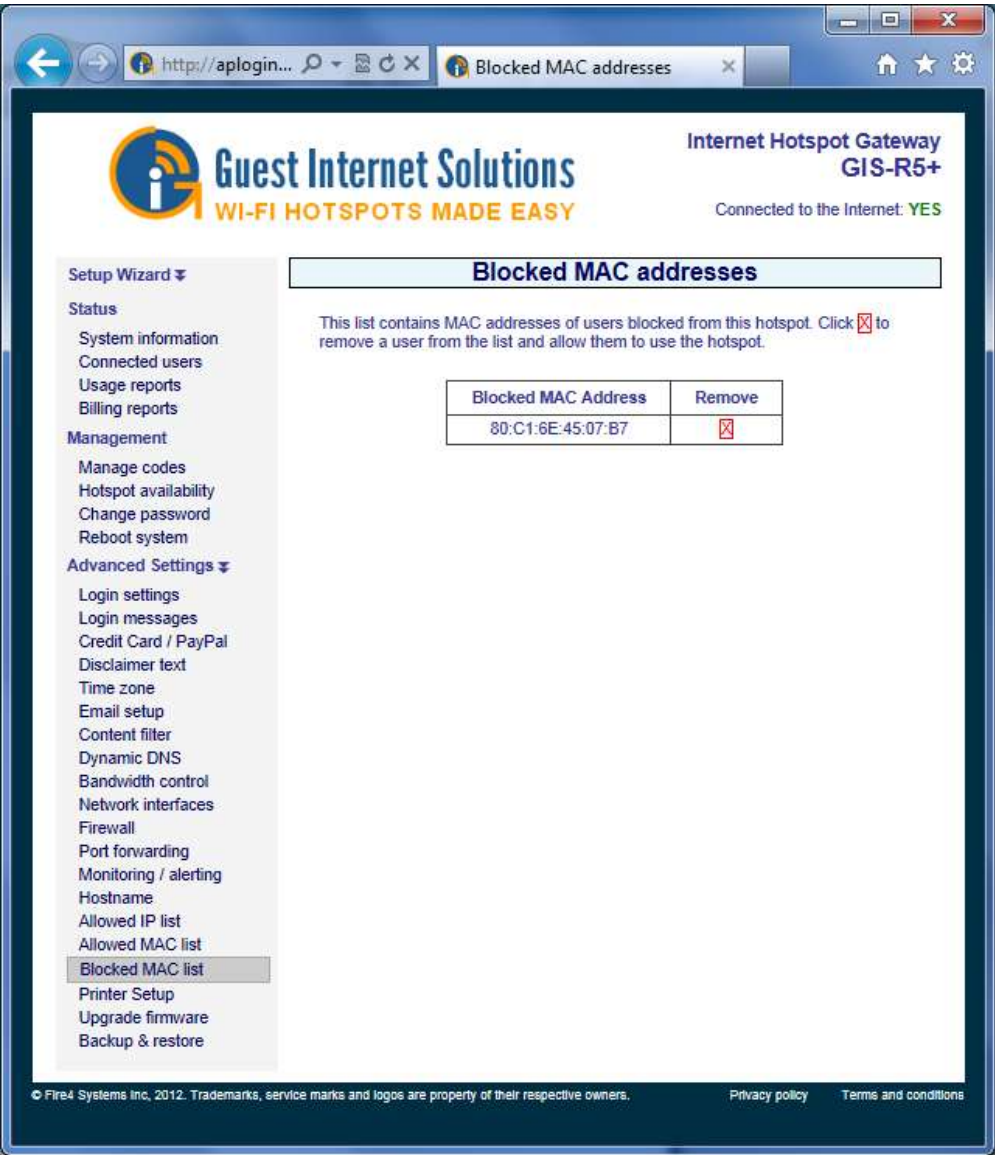 http://aplogin...
Blocked MAC addresses
Guest Internet Solutions
WI-FI HOTSPOTS MADE EASY
Internet Hotspot Gateway
GIS-R5+
Connected to the Internet: YES
Setup Wizard
Status
System information
Connected users
Usage reports
Billing reports
Management
Manage codes
Hotspot availability
Change password
Reboot system
Advanced Settings
Login settings
Login messages
Credit Card / PayPal
Disclaimer text
Time zone
Email setup
Content filter
Dynamic DNS
Bandwidth control
Network interfaces
Firewall
Port forwarding
Monitoring / alerting
Hostname
Allowed IP list
Allowed MAC list
Blocked MAC list
Printer Setup
Upgrade firmware
Backup & restore
Blocked MAC addresses
This list contains MAC addresses of users blocked from this hotspot. Click X to
remove a user from the list and allow them to use the hotspot.
Blocked MAC Address Remove
80:C1:6E:45:07:B7 X
© Fire4 Systems Inc, 2012. Trademarks, service marks and logos are property of their respective owners. Privacy policy Terms and conditions